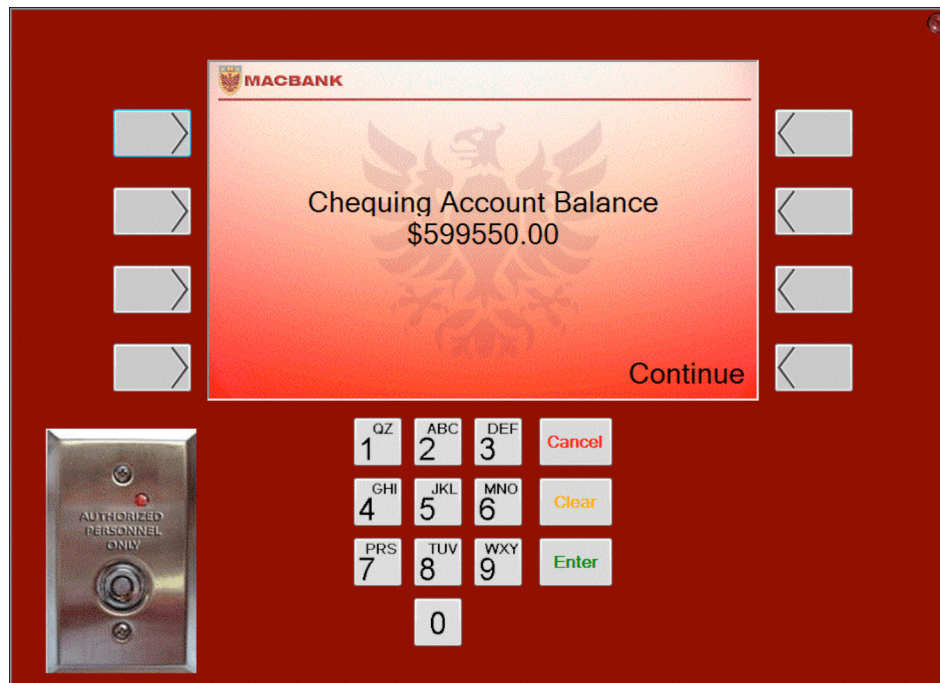 MACBANK
Chequing Account Balance
$599550.00
Continue
QZ ABC DEF
1 2 3 Cancel
GHI JKL MNO
4 5 6 Clear
PRS TUV WXY
7 8 9 Enter
0
AUTHORIZED
PERSONNEL
ONLY